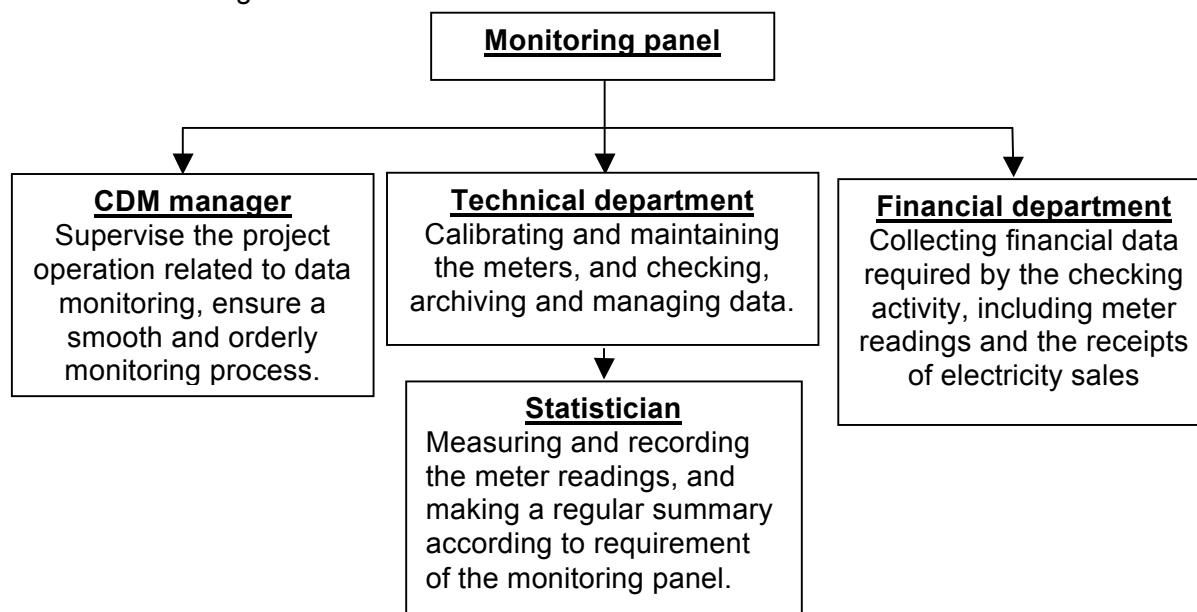 Monitoring panel
CDM manager
Supervise the project
operation related to data
monitoring, ensure a
smooth and orderly
monitoring process.
Technical department
Calibrating and maintaining
the meters, and checking,
archiving and managing data.
Financial department
Collecting financial data
required by the checking
activity, including meter
readings and the receipts
of electricity sales
Statistician
Measuring and recording
the meter readings, and
making a regular summary
according to requirement
of the monitoring panel.